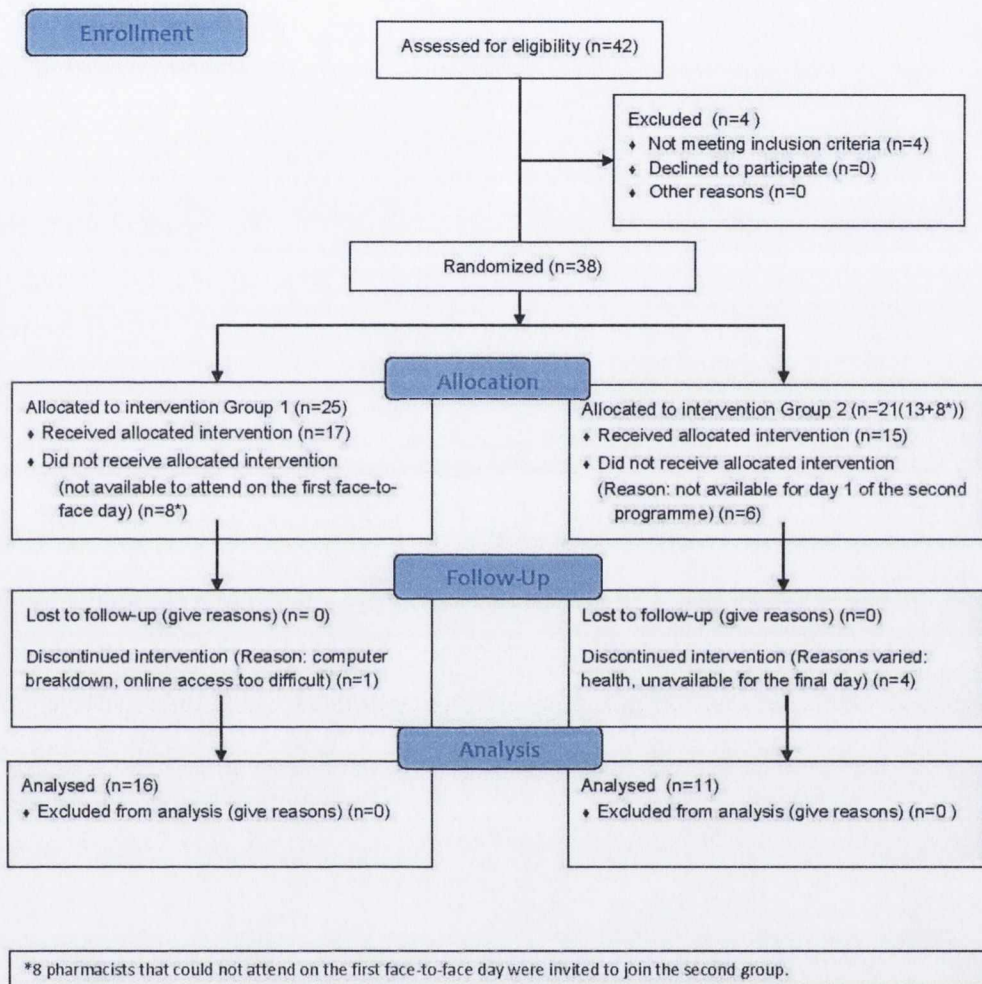 Enrollment
Assessed for eligibility (n=42)
Excluded (n=4 )
♦ Not meeting inclusion criteria (n=4)
♦ Declined to participate (n=0)
♦ Other reasons (n=0
Randomized (n=38)
Allocation
Allocated to intervention Group 1 (n=25)
♦ Received allocated intervention (n=17)
♦ Did not receive allocated intervention
(not available to attend on the first face-to-
face day) (n=8*)
Allocated to intervention Group 2 (n=21(13+8*))
♦ Received allocated intervention (n=15)
♦ Did not receive allocated intervention
(Reason: not available for day 1 of the second
programme) (n=6)
Follow-Up
Lost to follow-up (give reasons) (n= 0)
Discontinued intervention (Reason: computer
breakdown, online access too difficult) (n=1)
Lost to follow-up (give reasons) (n=0)
Discontinued intervention (Reasons varied:
health, unavailable for the final day) (n=4)
Analysis
Analysed (n=16)
♦ Excluded from analysis (give reasons) (n=0)
Analysed (n=11)
♦ Excluded from analysis (give reasons) (n=0 )
*8 pharmacists that could not attend on the first face-to-face day were invited to join the second group.